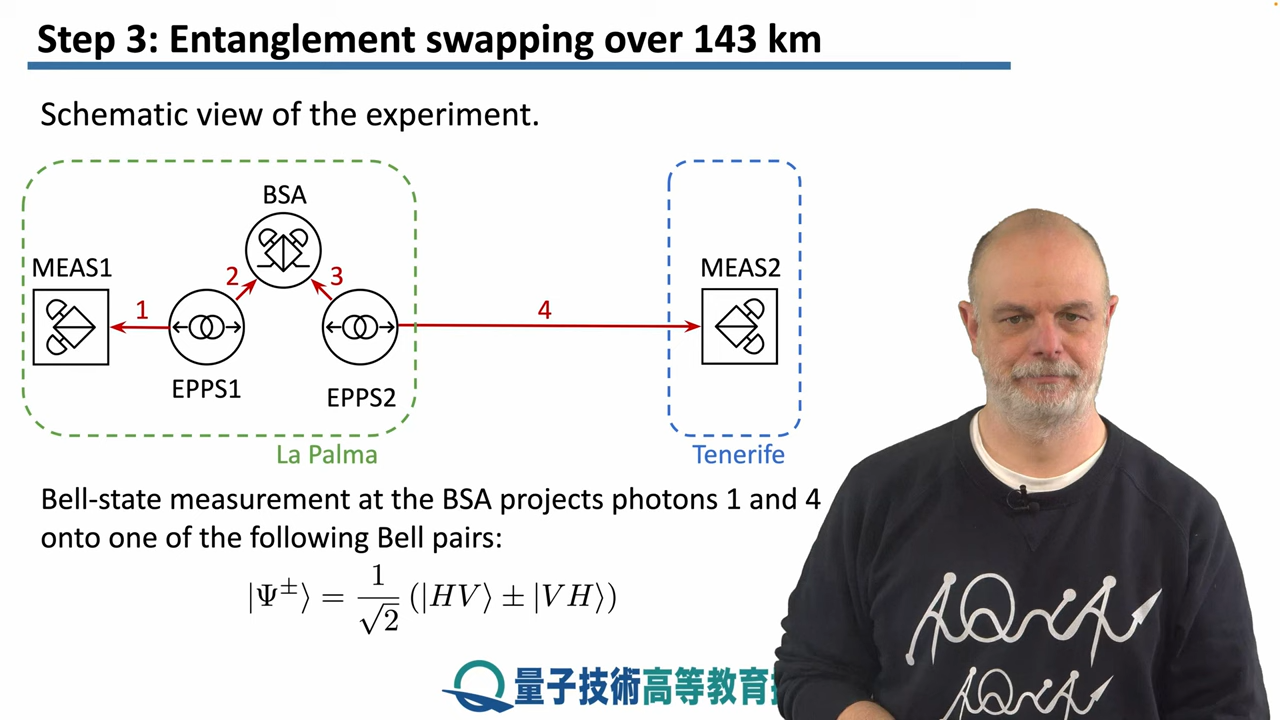 Step 3: Entanglement swapping over 143 km
Schematic view of the experiment.
BSA
MEAS1
2
3
MEAS2
1
4
EPPS1
EPPS2
La Palma
Tenerife
Bell-state measurement at the BSA projects photons 1 and 4
onto one of the following Bell pairs:
|Ψ±⟩ = 1/√2 (|HV⟩ ± |VH⟩)
量子技術高等教育
AQUA
AQUA